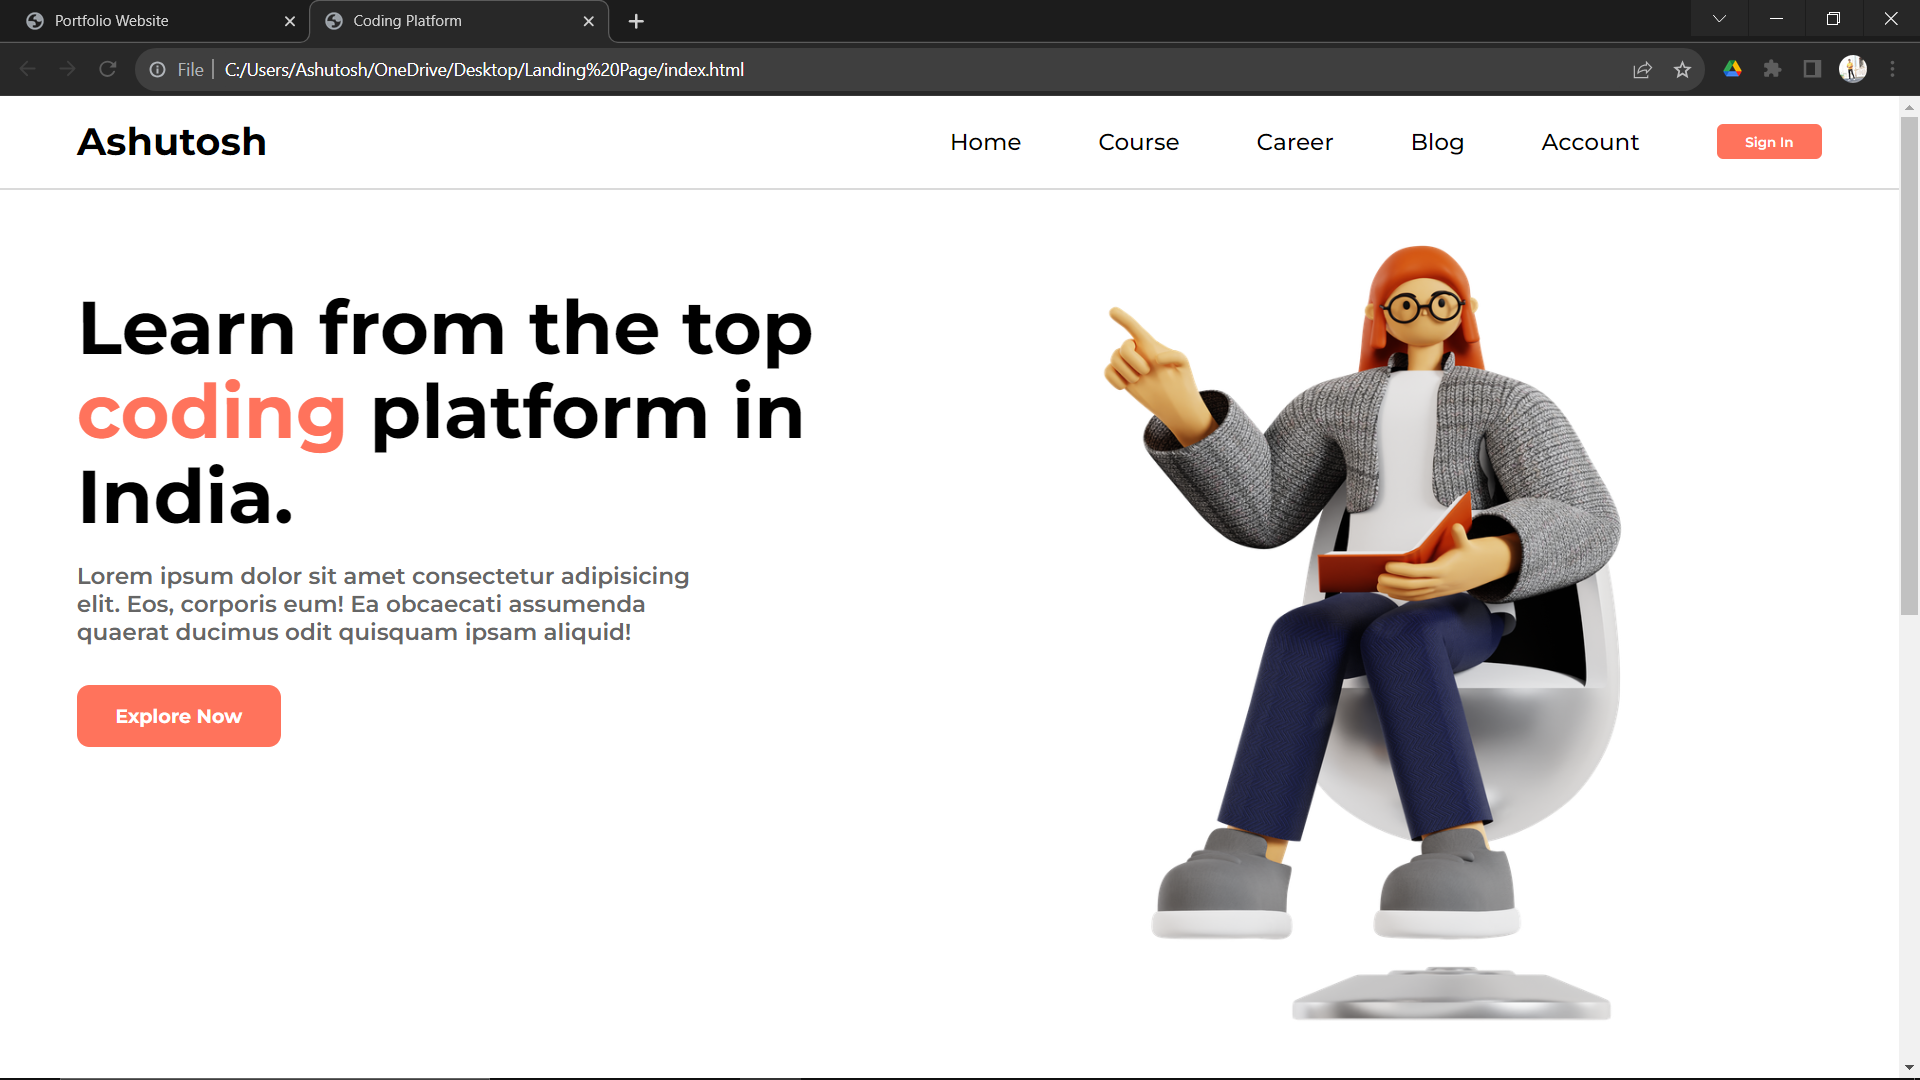 Portfolio Website
Coding Platform
File
C:/Users/Ashutosh/OneDrive/Desktop/Landing%20Page/index.html
Ashutosh
Home
Course
Career
Blog
Account
Sign In
Learn from the top
coding platform in
India.
Lorem ipsum dolor sit amet consectetur adipisicing
elit. Eos, corporis eum! Ea obcaecati assumenda
quaerat ducimus odit quisquam ipsam aliquid!
Explore Now